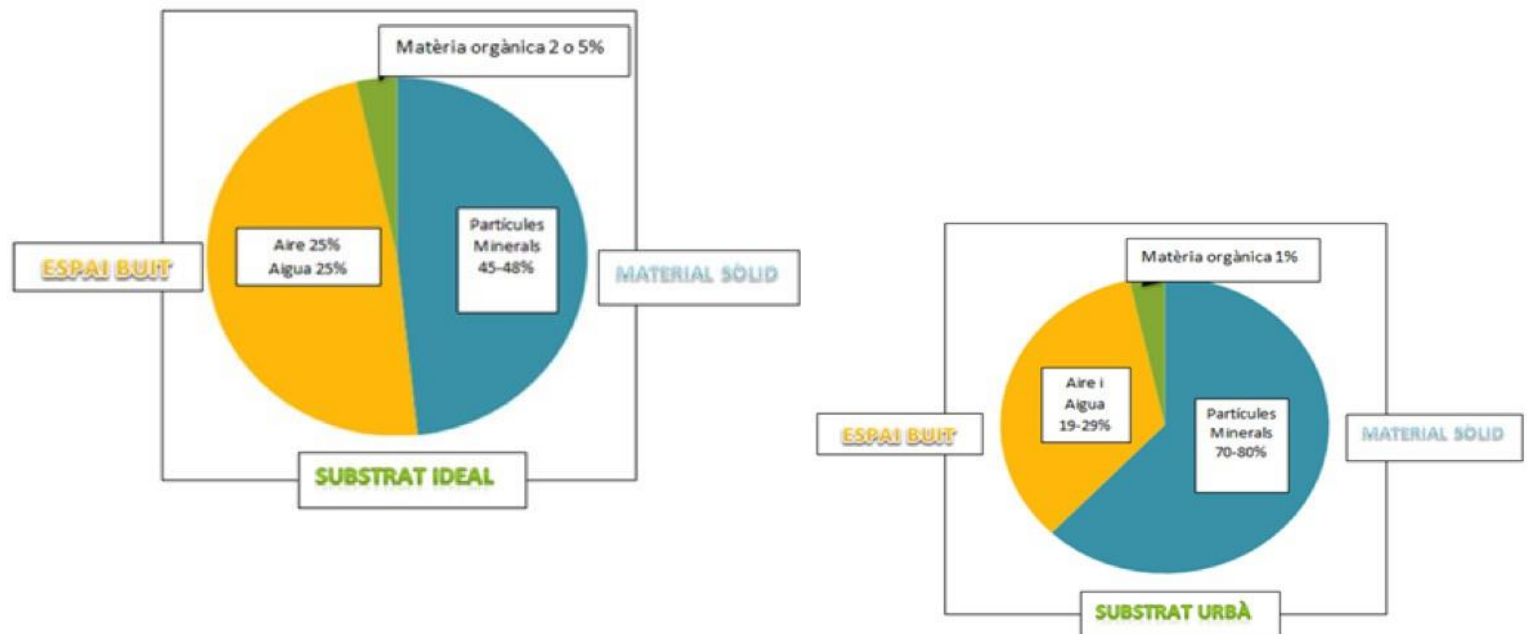 Matèria orgànica 2 o 5%
Partícules
Minerals
45-48%
Aire 25%
Aigua 25%
ESPAI BUIT
MATERIAL SÒLID
SUBSTRAT IDEAL
Matèria orgànica 1%
Aire i
Aigua
19-29%
Partícules
Minerals
70-80%
ESPAI BUIT
MATERIAL SÒLID
SUBSTRAT URBÀ